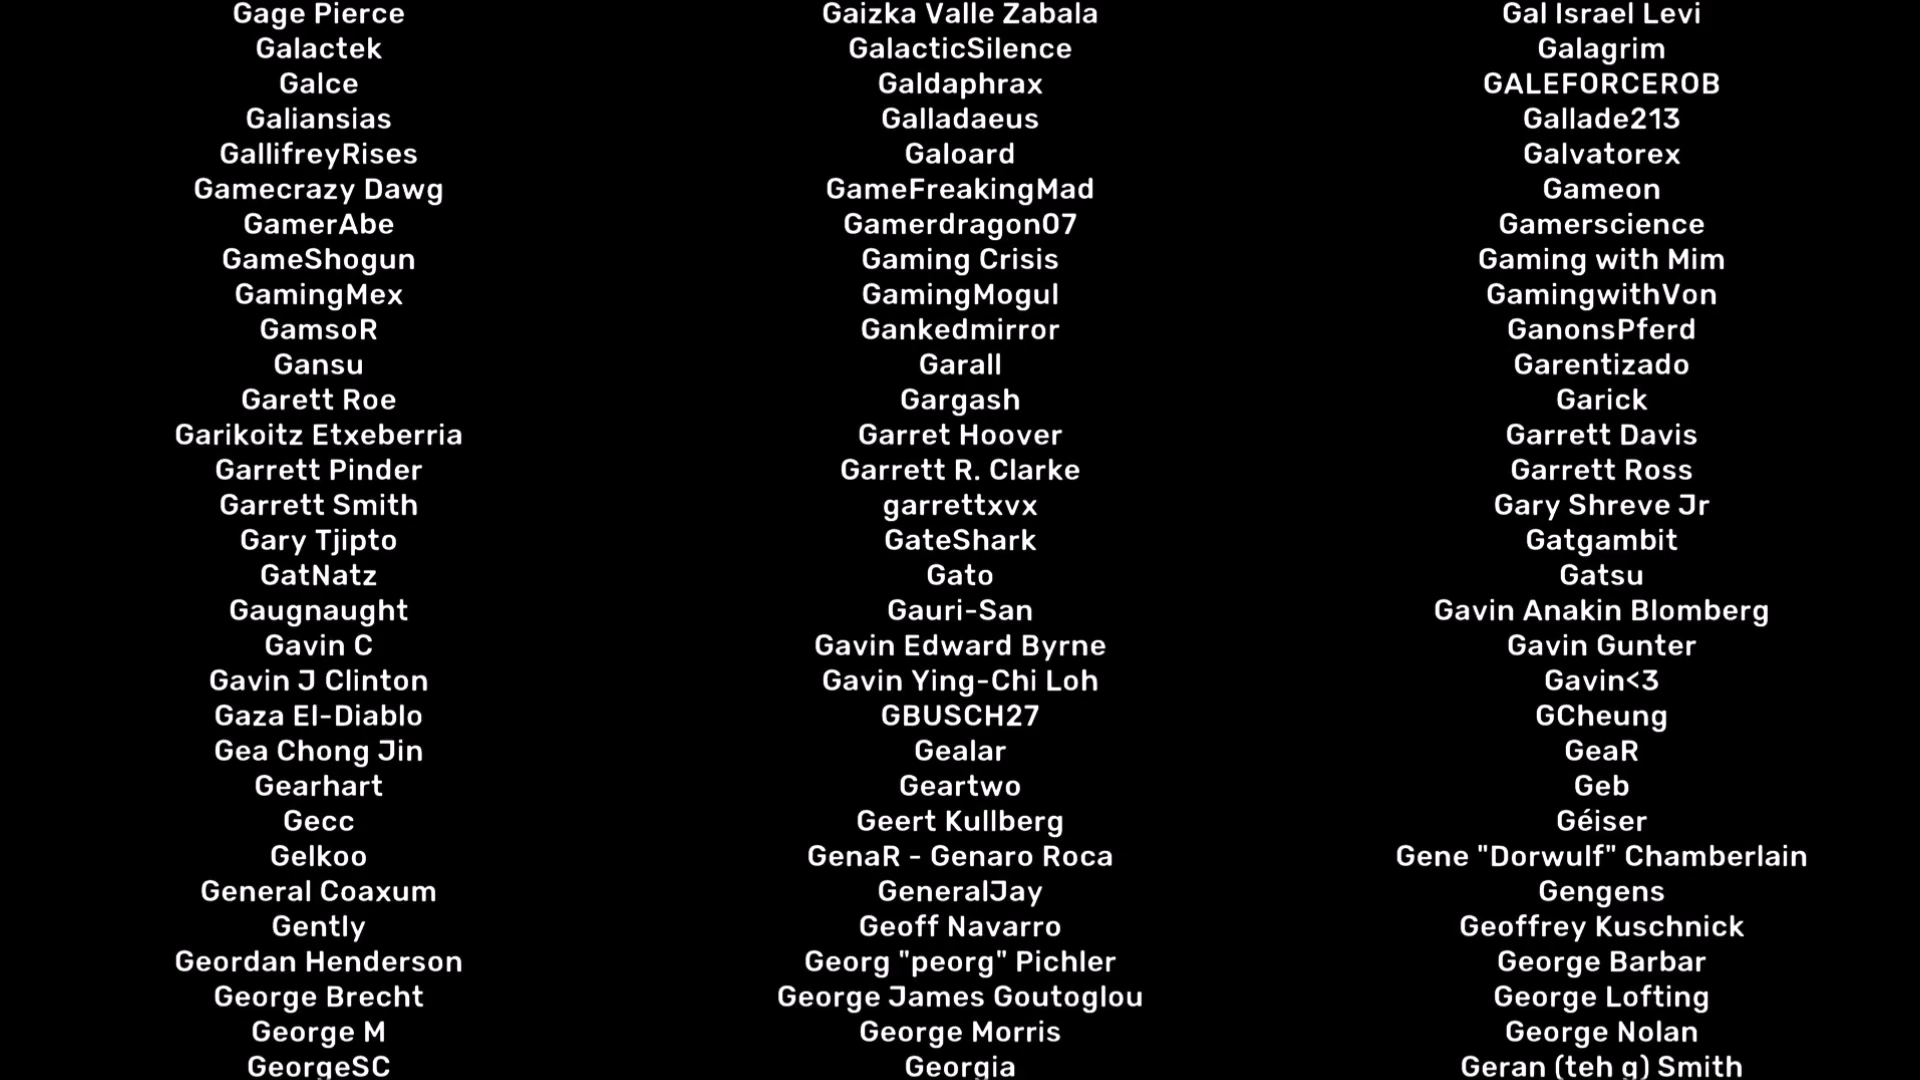 Gage Pierce Gaizka Valle Zabala Gal Israel Levi
Galactek GalacticSilence Galagrim
Galce Galdaphrax GALEFORCEROB
Galiansias Galladaeus Gallade213
GallifreyRises Galoard Galvatorex
Gamecrazy Dawg GameFreakingMad Gameon
GamerAbe Gamerdragon07 Gamerscience
GameShogun Gaming Crisis Gaming with Mim
GamingMex GamingMogul GamingwithVon
GamsoR Gankedmirror GanonsPferd
Gansu Garall Garentizado
Garett Roe Gargash Garick
Garikoitz Etxeberria Garret Hoover Garrett Davis
Garrett Pinder Garrett R. Clarke Garrett Ross
Garrett Smith garrettxvx Gary Shreve Jr
Gary Tjipto GateShark Gatgambit
GatNatz Gato Gatsu
Gaugnaught Gauri-San Gavin Anakin Blomberg
Gavin C Gavin Edward Byrne Gavin Gunter
Gavin J Clinton Gavin Ying-Chi Loh Gavin<3
Gaza El-Diablo GBUSCH27 GCheung
Gea Chong Jin Gealar GeaR
Gearhart Geartwo Geb
Gecc Geert Kullberg Géiser
Gelkoo GenaR - Genaro Roca Gene "Dorwulf" Chamberlain
General Coaxum GeneralJay Gengens
Gently Geoff Navarro Geoffrey Kuschnick
Geordan Henderson Georg "peorg" Pichler George Barbar
George Brecht George James Goutoglou George Lofting
George M George Morris George Nolan
GeorgeSC Georgia Geran (teh g) Smith